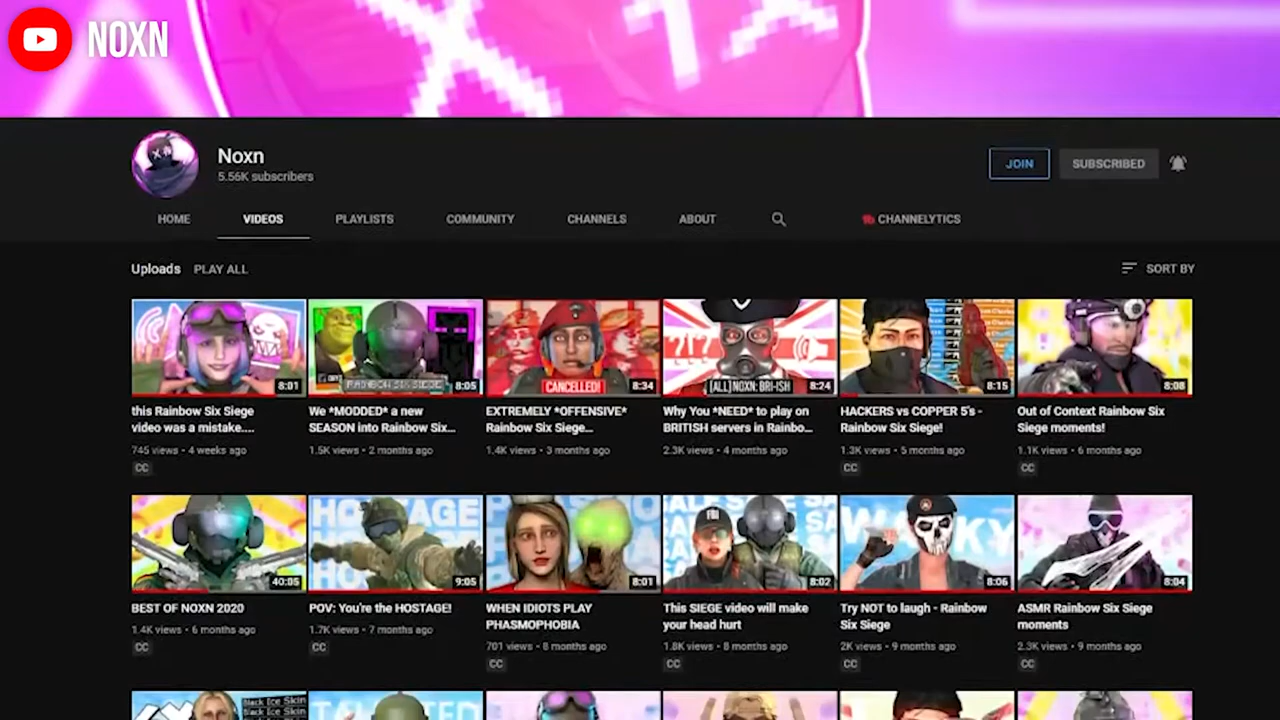 NOXN
Noxn
5.56K subscribers
JOIN
SUBSCRIBED
HOME
VIDEOS
PLAYLISTS
COMMUNITY
CHANNELS
ABOUT
CHANNELYTICS
Uploads
PLAY ALL
SORT BY
8:01
RAINBOW SIX SIEGE
8:05
CANCELLED!
8:34
[ALL] NOXN: BRI-ISH
8:24
8:15
8:08
this Rainbow Six Siege
video was a mistake....
745 views • 4 weeks ago
CC
We *MODDED* a new
SEASON into Rainbow Six...
1.5K views • 2 months ago
EXTREMELY *OFFENSIVE*
Rainbow Six Siege...
1.4K views • 3 months ago
Why You *NEED* to play on
BRITISH servers in Rainbo...
2.3K views • 4 months ago
HACKERS vs COPPER 5's -
Rainbow Six Siege!
1.3K views • 5 months ago
CC
Out of Context Rainbow Six
Siege moments!
1.1K views • 6 months ago
CC
40:05
HOSTAGE
9:05
8:01
FBI
8:02
WACKY
8:06
8:04
BEST OF NOXN 2020
1.4K views • 6 months ago
CC
POV: You're the HOSTAGE!
1.7K views • 7 months ago
CC
WHEN IDIOTS PLAY
PHASMOPHOBIA
701 views • 8 months ago
CC
This SIEGE video will make
your head hurt
1.8K views • 8 months ago
CC
Try NOT to laugh - Rainbow
Six Siege
2K views • 9 months ago
CC
ASMR Rainbow Six Siege
moments
2.3K views • 9 months ago
CC
Black Ice Skin